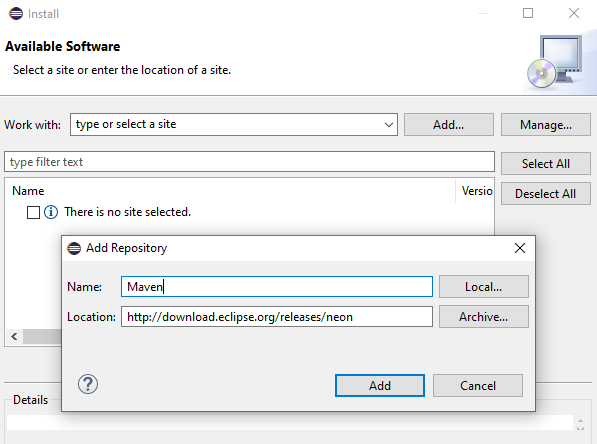 Install
Available Software
Select a site or enter the location of a site.
Work with: type or select a site Add... Manage...
type filter text Select All
Name Versio Deselect All
There is no site selected.
Add Repository
Name: Maven Local...
Location: http://download.eclipse.org/releases/neon Archive...
? Add Cancel
Details